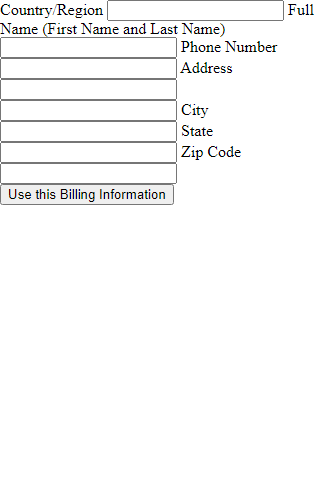 Country/Region Full
Name (First Name and Last Name)
Phone Number
Address
City
State
Zip Code
Use this Billing Information